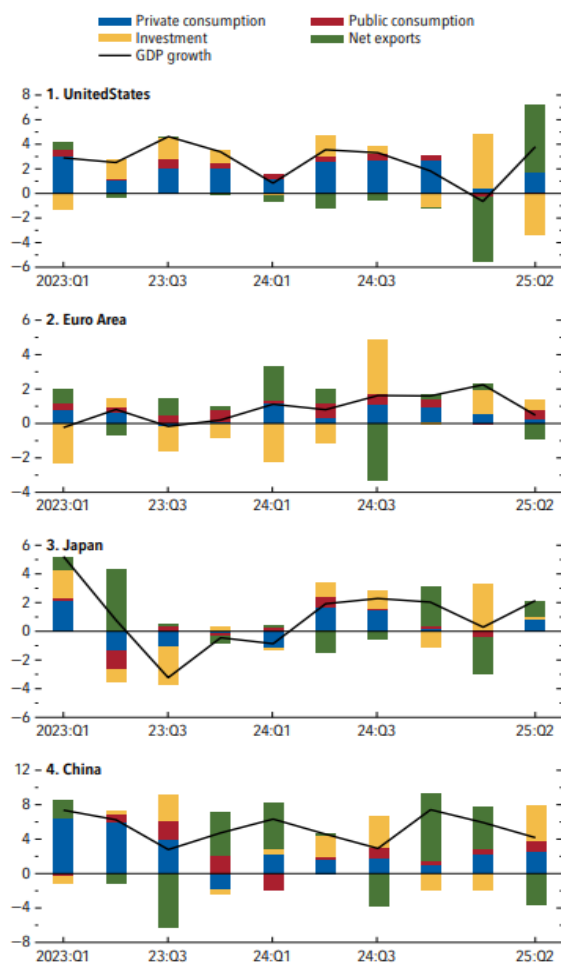 Private consumption Public consumption
Investment Net exports
GDP growth
1. UnitedStates
8
6
4
2
0
−2
−4
−6
2023:Q1 23:Q3 24:Q1 24:Q3 25:Q2
2. Euro Area
6
4
2
0
−2
−4
2023:Q1 23:Q3 24:Q1 24:Q3 25:Q2
3. Japan
6
4
2
0
−2
−4
−6
2023:Q1 23:Q3 24:Q1 24:Q3 25:Q2
4. China
12
8
4
0
−4
−8
2023:Q1 23:Q3 24:Q1 24:Q3 25:Q2